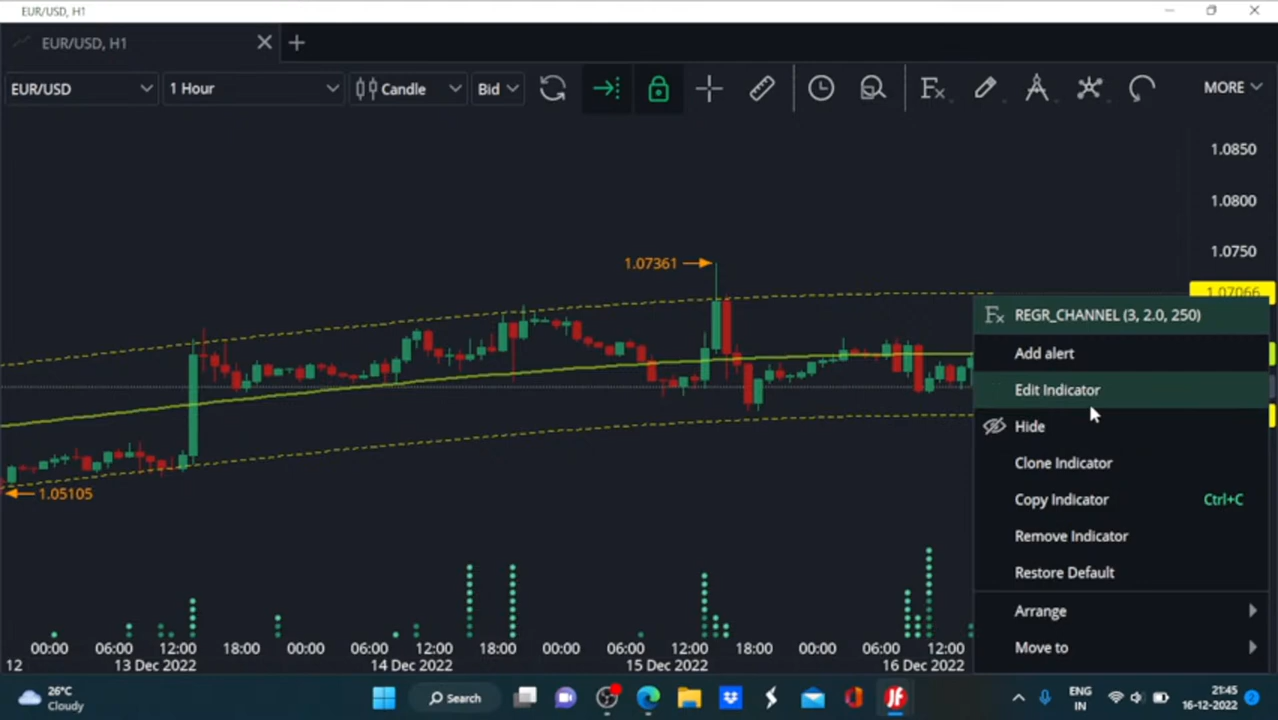 EUR/USD, H1
EUR/USD, H1
EUR/USD
1 Hour
Candle
Bid
Fx
MORE
1.0850
1.0800
1.0750
1.07361
1.07066
Fx REGR_CHANNEL (3, 2.0, 250)
Add alert
Edit Indicator
Hide
Clone Indicator
1.05105
Copy Indicator Ctrl+C
Remove Indicator
Restore Default
Arrange
Move to
00:00 06:00 12:00 18:00 00:00 06:00 12:00 18:00 00:00 06:00 12:00 18:00 00:00 06:00 12:00
12 13 Dec 2022 14 Dec 2022 15 Dec 2022 16 Dec 2022
26°C
Cloudy
Search
JF
ENG
IN
21:45
16-12-2022
2